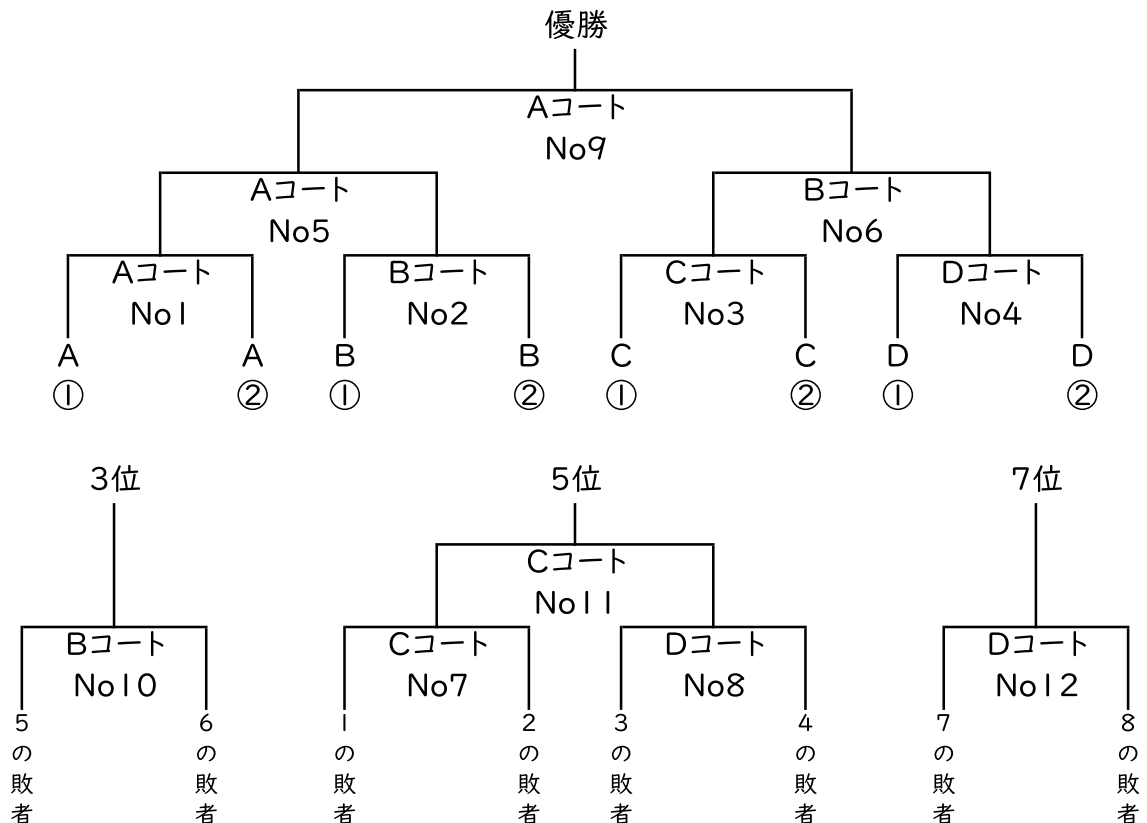 優勝
Aコート
No9
Aコート Bコート
No5 No6
Aコート Bコート Cコート Dコート
No1 No2 No3 No4
A A B B C C D D
① ② ① ② ① ② ① ②
3位 5位 7位
Cコート
No11
Bコート Cコート Dコート Dコート
No10 No7 No8 No12
5の敗者 6の敗者 1の敗者 2の敗者 3の敗者 4の敗者 7の敗者 8の敗者